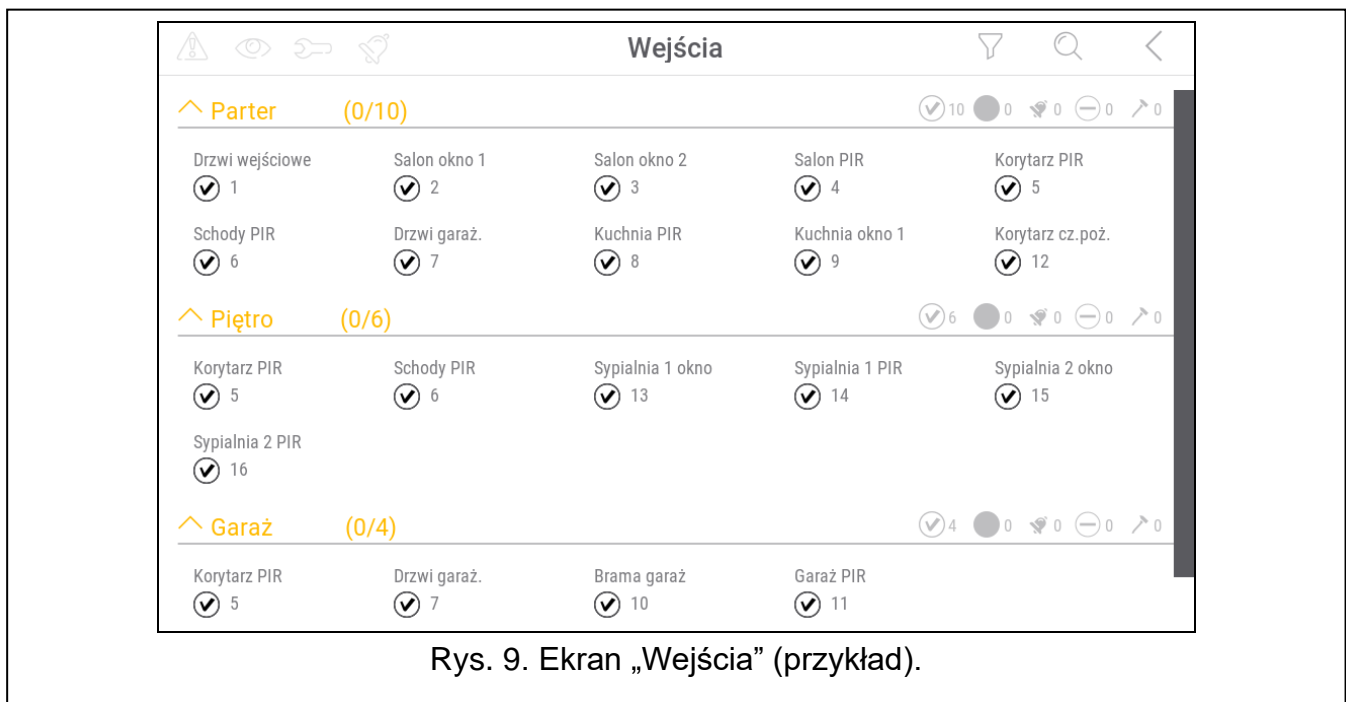 Wejścia
Parter (0/10) 10 0 0 0 0
Drzwi wejściowe Salon okno 1 Salon okno 2 Salon PIR Korytarz PIR
1 2 3 4 5
Schody PIR Drzwi garaż. Kuchnia PIR Kuchnia okno 1 Korytarz cz.poż.
6 7 8 9 12
Piętro (0/6) 6 0 0 0 0
Korytarz PIR Schody PIR Sypialnia 1 okno Sypialnia 1 PIR Sypialnia 2 okno
5 6 13 14 15
Sypialnia 2 PIR
16
Garaż (0/4) 4 0 0 0 0
Korytarz PIR Drzwi garaż. Brama garaż Garaż PIR
5 7 10 11
Rys. 9. Ekran „Wejścia” (przykład).